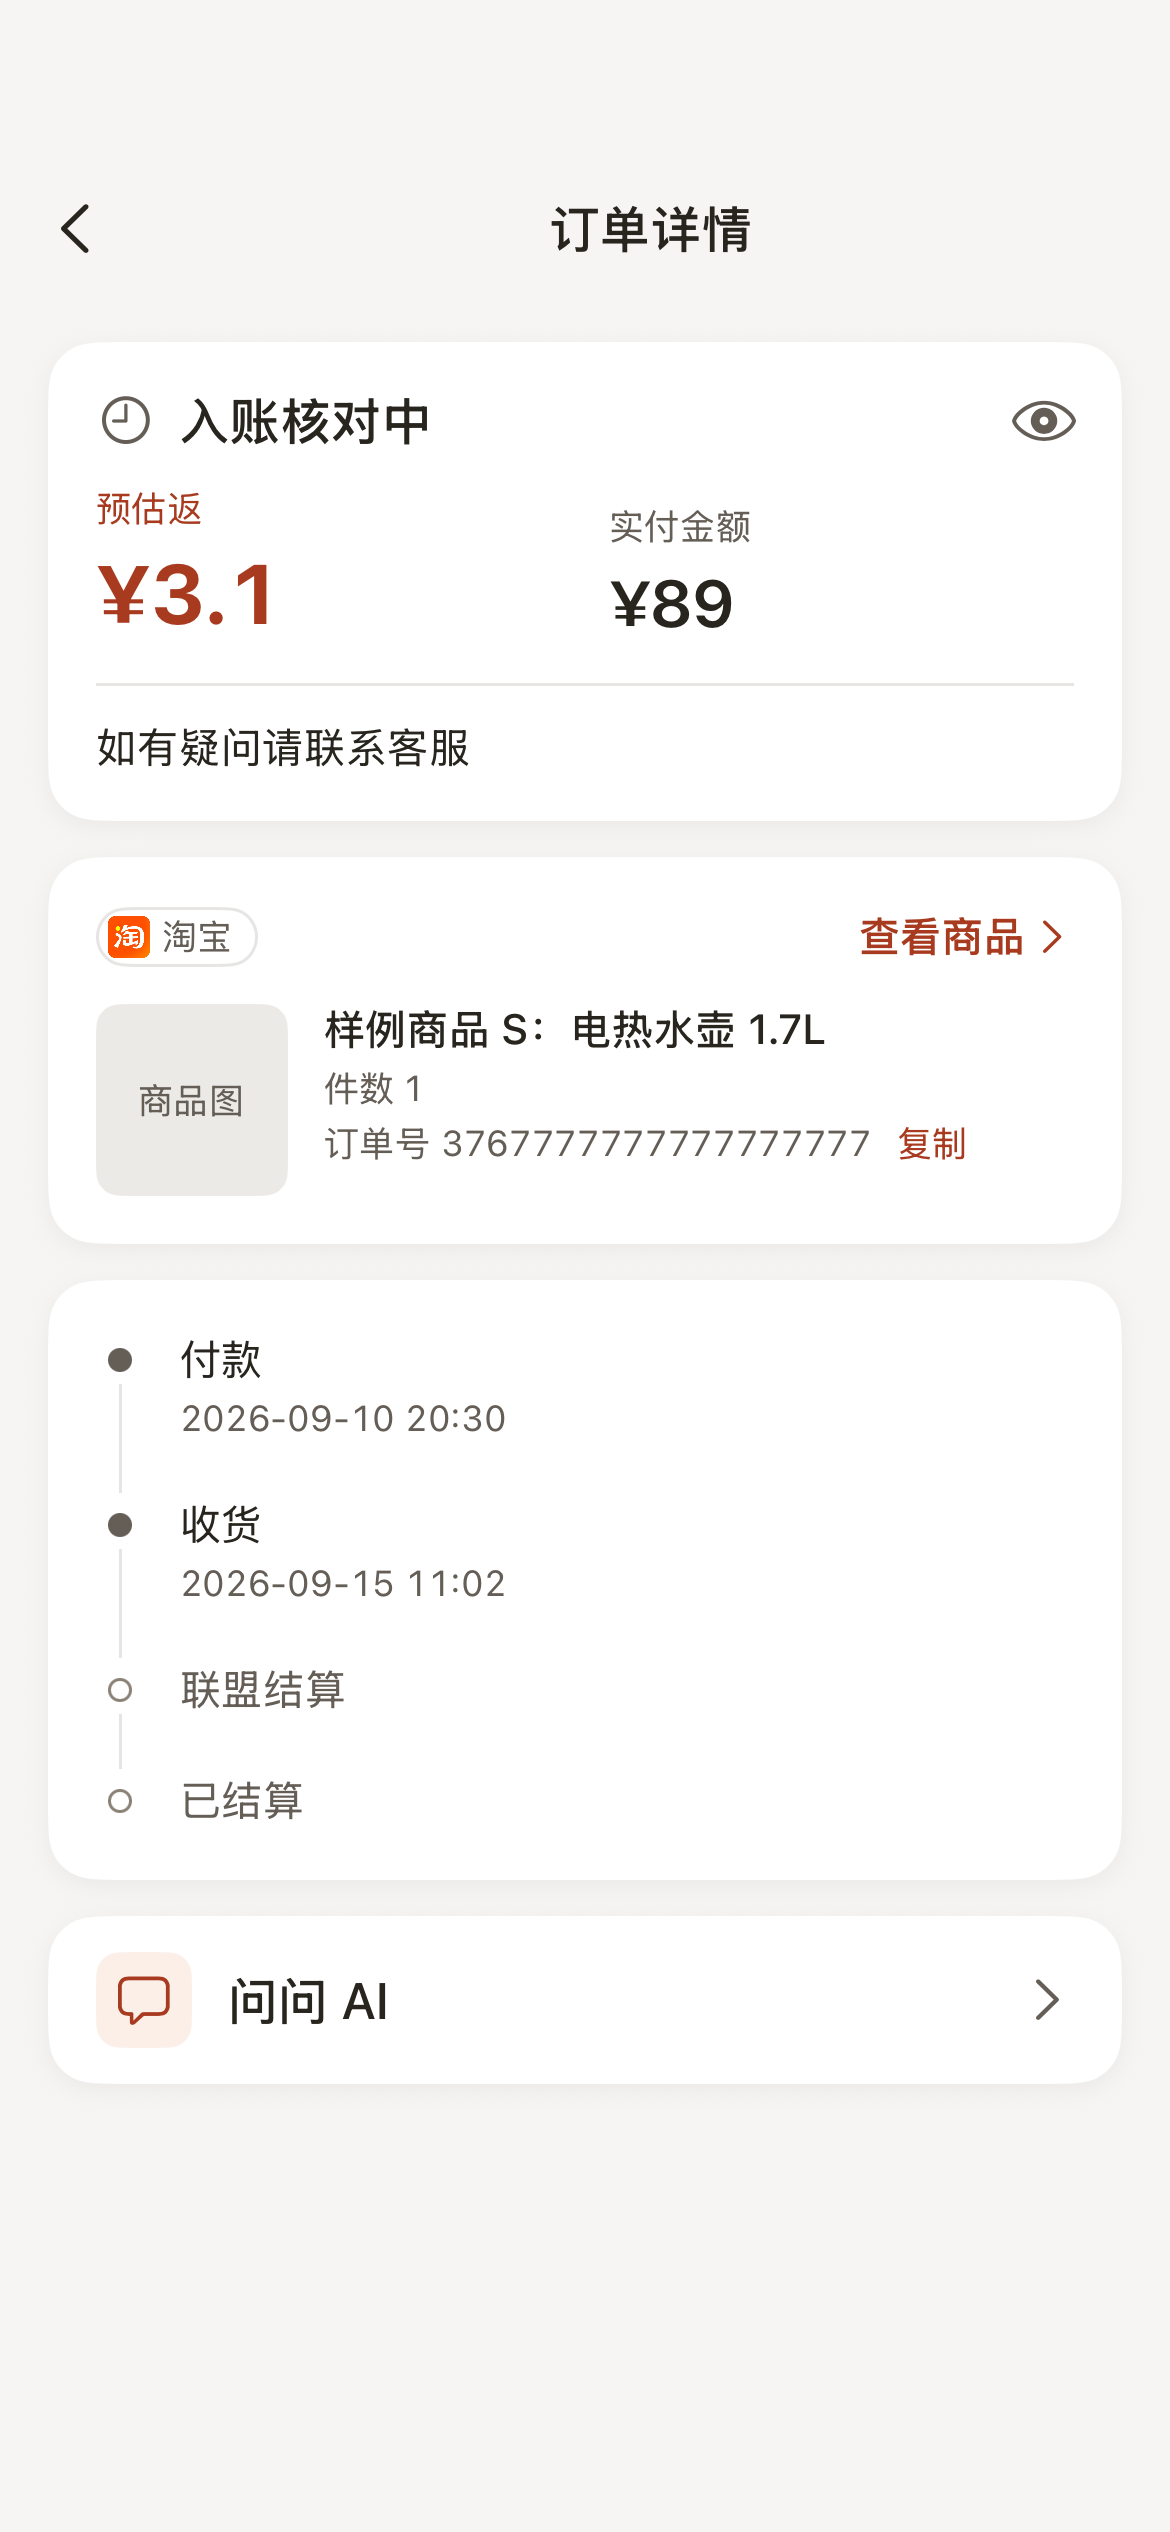 订单详情
入账核对中
预估返
¥3.1
实付金额
¥89
如有疑问请联系客服
淘 淘宝
查看商品
商品图
样例商品 S：电热水壶 1.7L
件数 1
订单号 3767777777777777777 复制
付款
2026-09-10 20:30
收货
2026-09-15 11:02
联盟结算
已结算
问问 AI